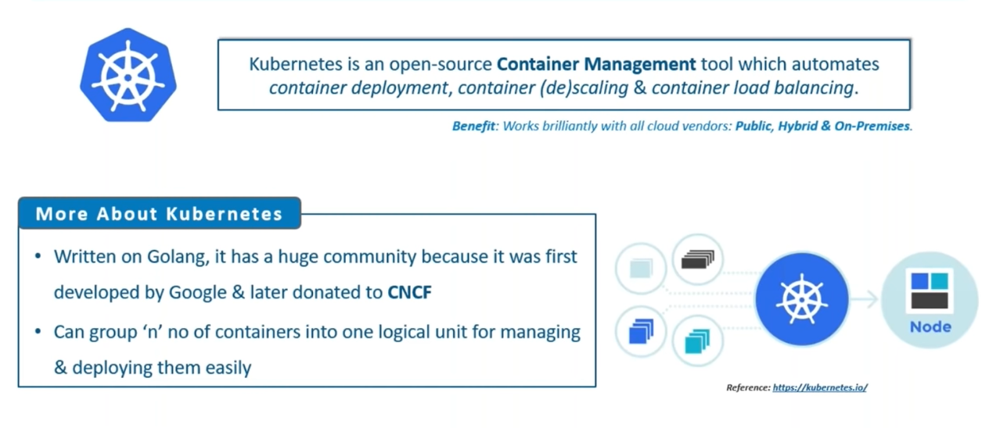 Kubernetes is an open-source Container Management tool which automates
container deployment, container (de)scaling & container load balancing.
Benefit: Works brilliantly with all cloud vendors: Public, Hybrid & On-Premises.
More About Kubernetes
• Written on Golang, it has a huge community because it was first
developed by Google & later donated to CNCF
• Can group ‘n’ no of containers into one logical unit for managing
& deploying them easily
Node
Reference: https://kubernetes.io/